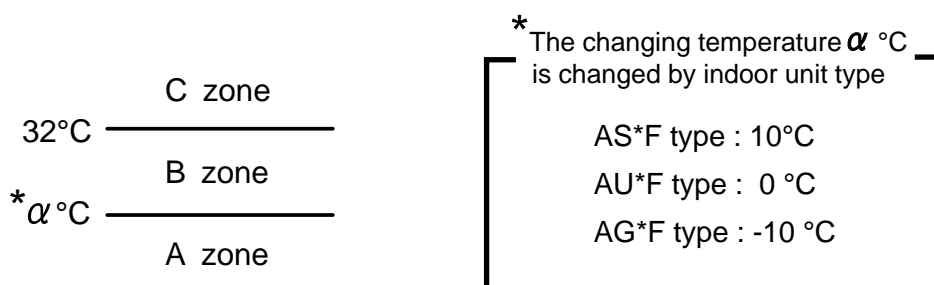 C zone
32°C
B zone
*α°C
A zone
*The changing temperature α °C
is changed by indoor unit type
AS*F type : 10°C
AU*F type : 0 °C
AG*F type : -10 °C